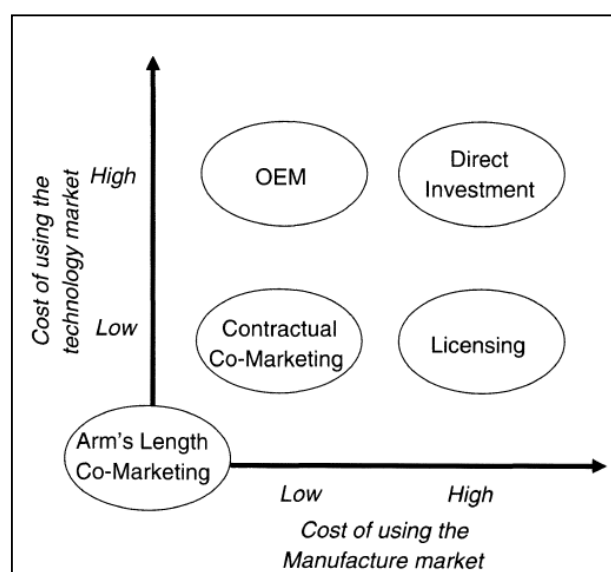 Cost of using the
technology market
High
OEM
Direct
Investment
Low
Contractual
Co-Marketing
Licensing
Arm's Length
Co-Marketing
Low
High
Cost of using the
Manufacture market